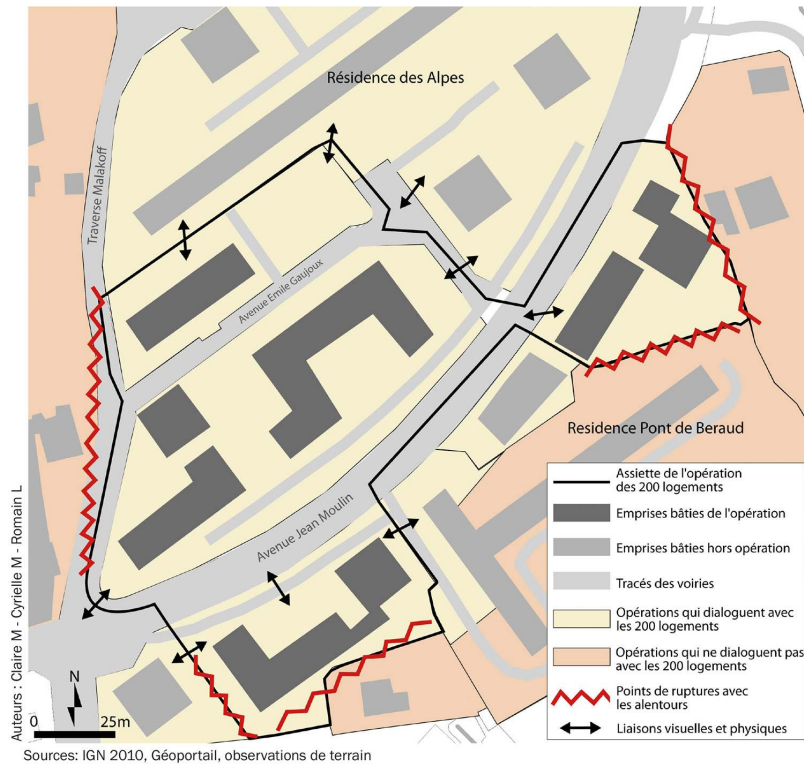 Résidence des Alpes
Traverse Malakoff
Avenue Emile Gaujoux
Residence Pont de Beraud
Avenue Jean Moulin
Assiette de l'opération
des 200 logements
Emprises bâties de l'opération
Emprises bâties hors opération
Tracés des voiries
Opérations qui dialoguent avec
les 200 logements
Opérations qui ne dialoguent pas
avec les 200 logements
Points de ruptures avec
les alentours
Liaisons visuelles et physiques
Auteurs : Claire M - Cyrielle M - Romain L
N
0 25m
Sources: IGN 2010, Géoportail, observations de terrain